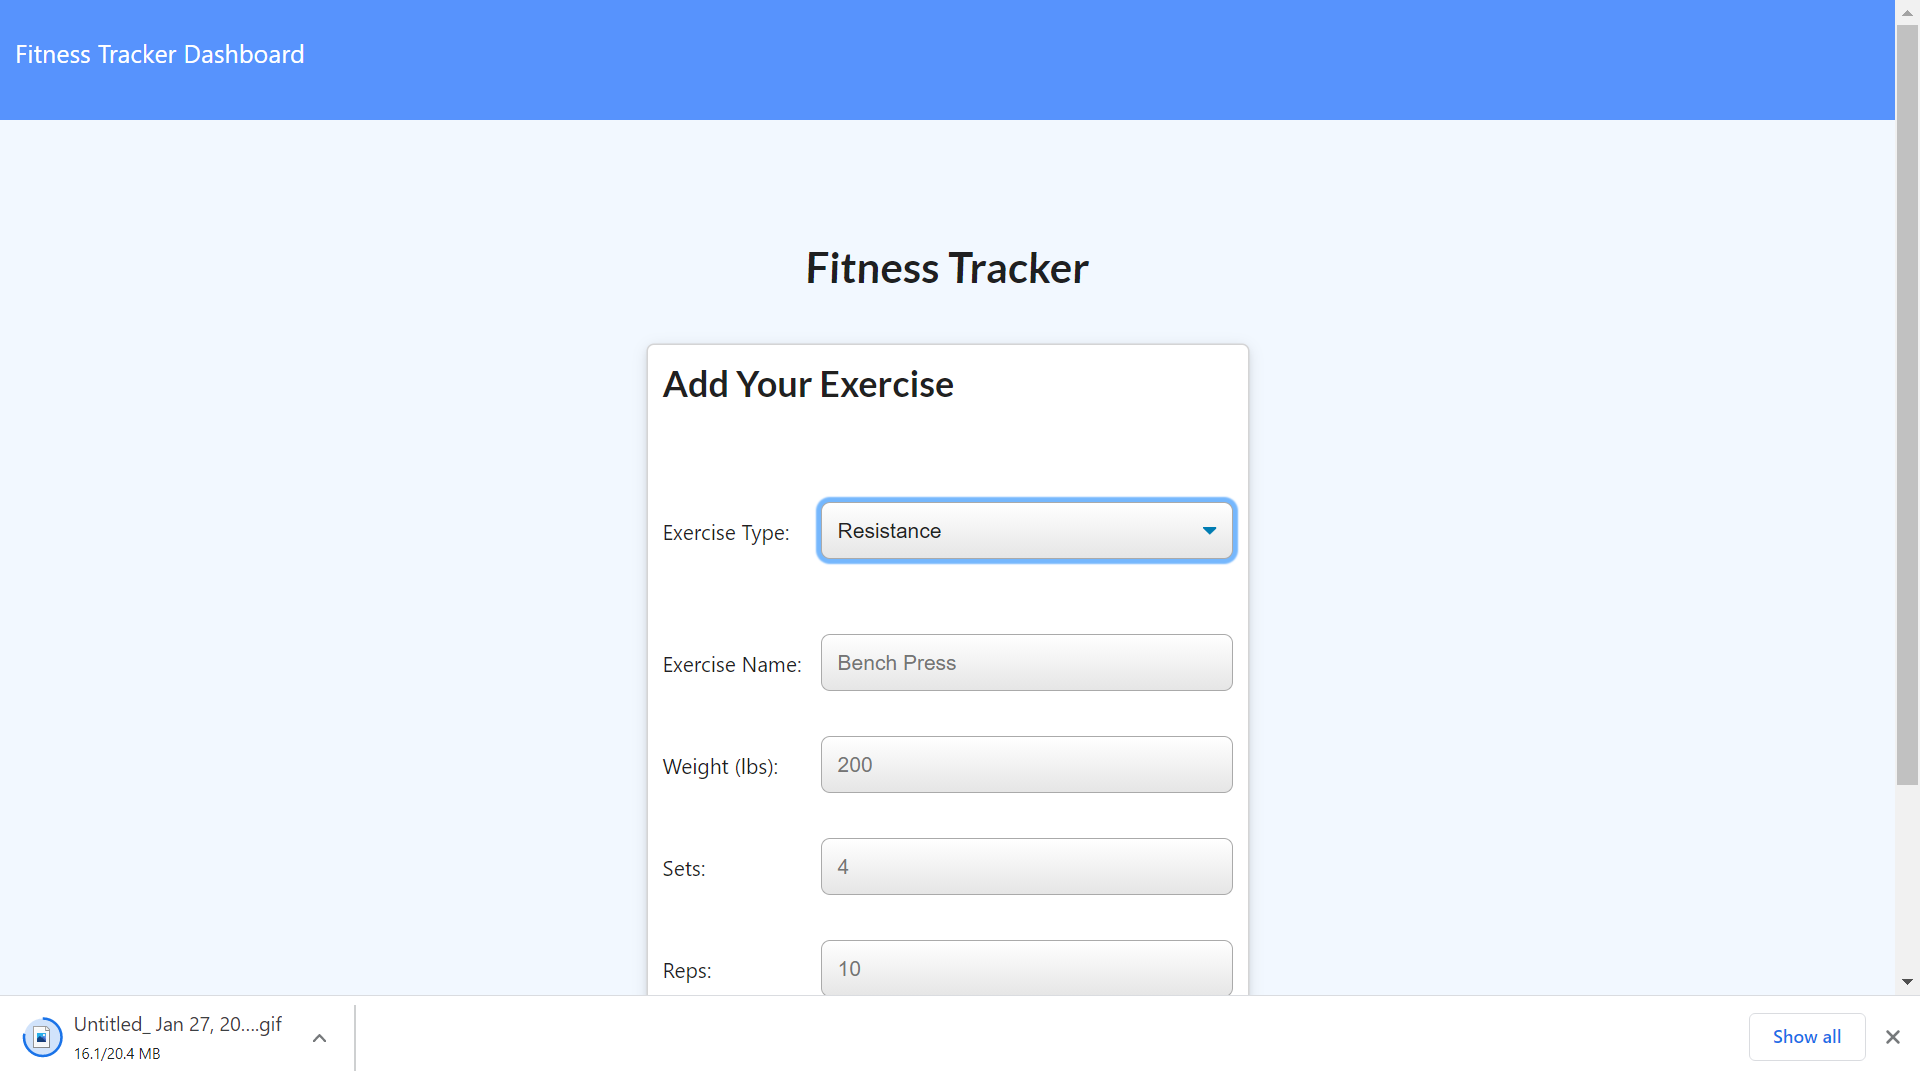 Fitness Tracker Dashboard
Fitness Tracker
Add Your Exercise
Exercise Type: Resistance
Exercise Name: Bench Press
Weight (lbs): 200
Sets: 4
Reps: 10
Untitled_ Jan 27, 20....gif
16.1/20.4 MB
Show all